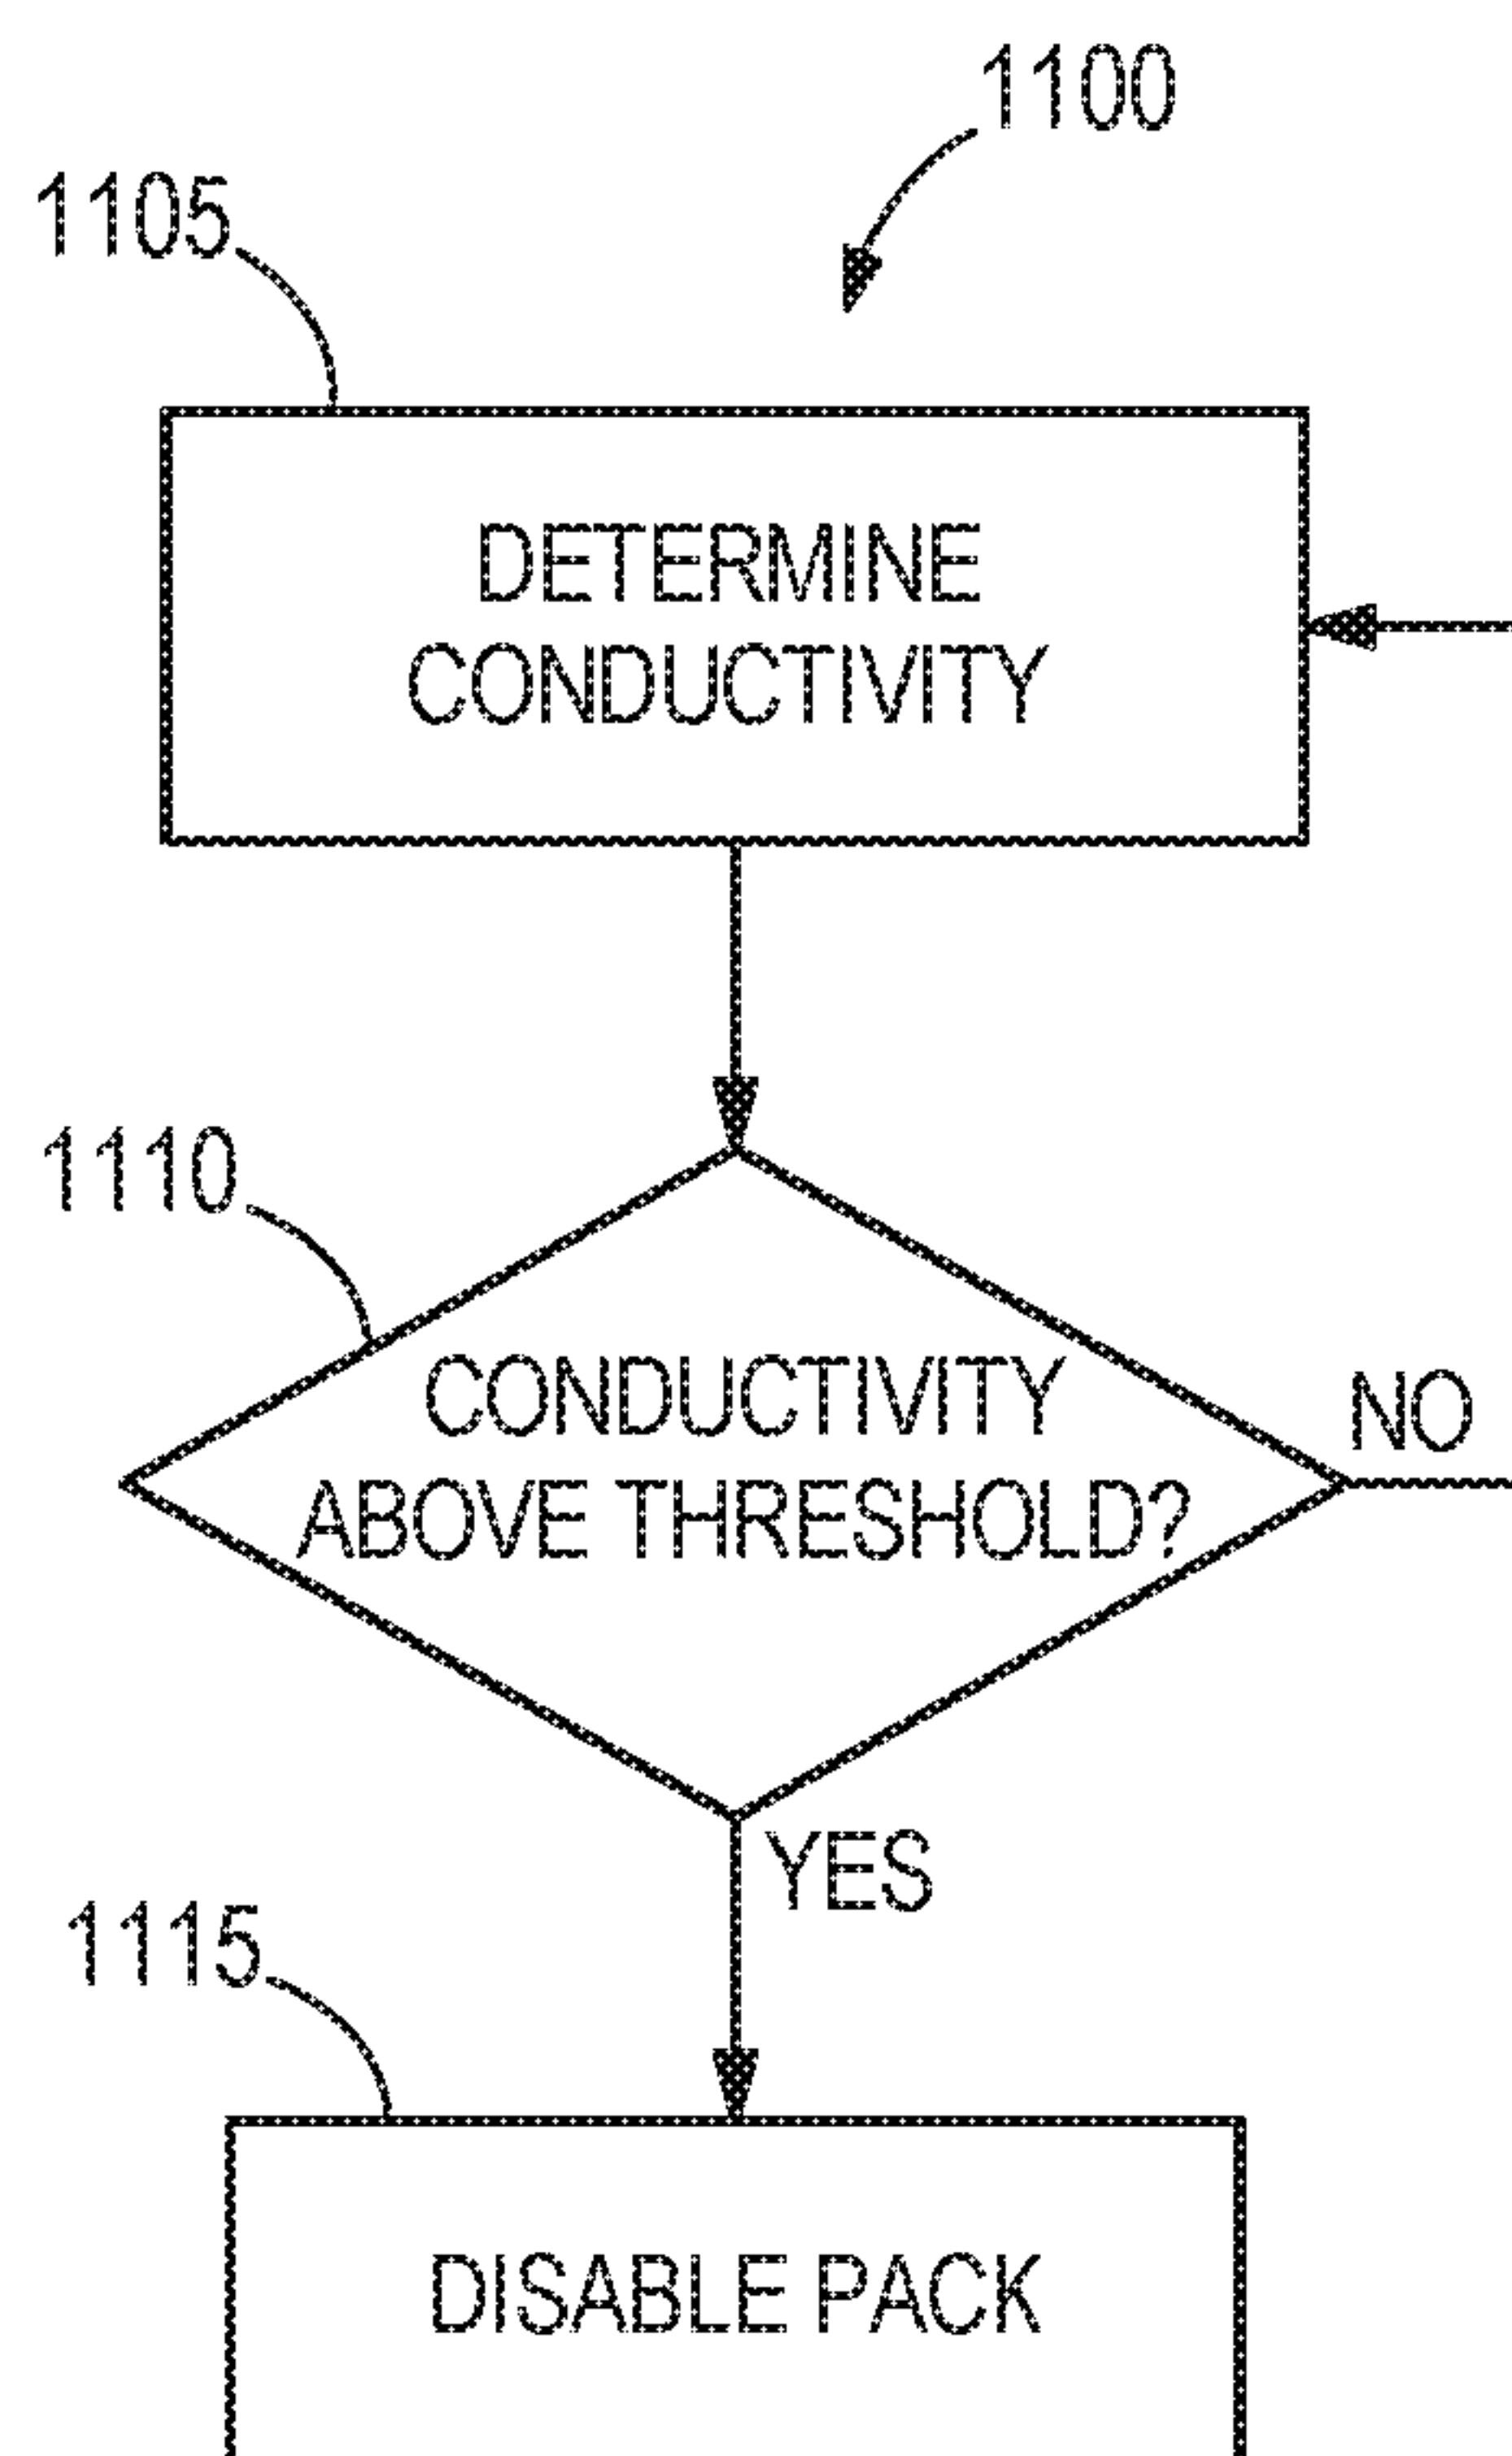 1100
1105
DETERMINE
CONDUCTIVITY
1110
CONDUCTIVITY
ABOVE THRESHOLD?
NO
YES
1115
DISABLE PACK